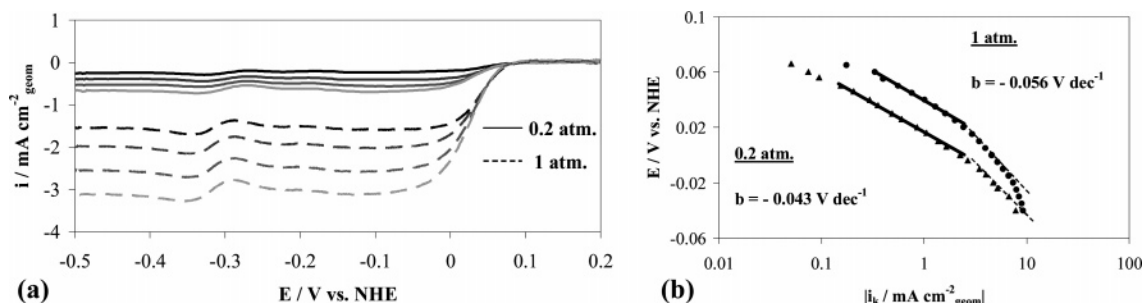 i / mA cm⁻²geom
0
-1
-2
-3
-4
-0.5
-0.4
-0.3
-0.2
-0.1
0
0.1
0.2
E / V vs. NHE
0.2 atm.
1 atm.
(a)
E / V vs. NHE
0.1
0.06
0.02
-0.02
-0.06
0.01
0.1
1
10
100
|iₖ / mA cm⁻²geom|
1 atm.
b = - 0.056 V dec⁻¹
0.2 atm.
b = - 0.043 V dec⁻¹
(b)